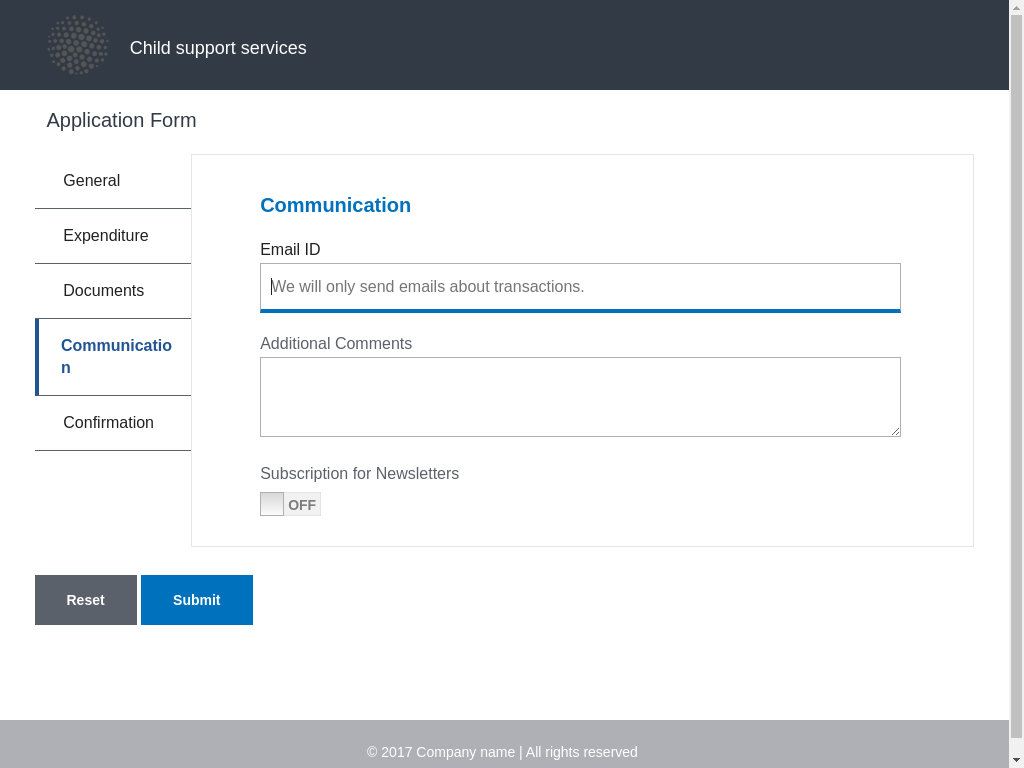 Child support services
Application Form
General
Expenditure
Documents
Communicatio
n
Confirmation
Communication
Email ID
We will only send emails about transactions.
Additional Comments
Subscription for Newsletters
OFF
Reset
Submit
© 2017 Company name | All rights reserved